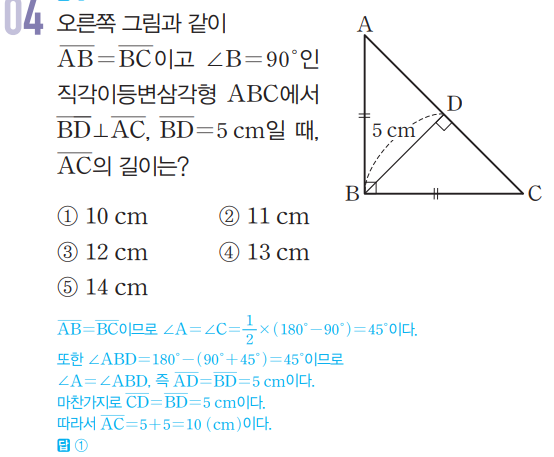 04 오른쪽 그림과 같이
AB=BC이고 ∠B=90°인
직각이등변삼각형 ABC에서
BD⊥AC, BD=5 cm일 때,
AC의 길이는?
① 10 cm ② 11 cm
③ 12 cm ④ 13 cm
⑤ 14 cm
A
D
5 cm
B
C
AB=BC이므로 ∠A=∠C=1/2×(180°-90°)=45°이다.
또한 ∠ABD=180°-(90°+45°)=45°이므로
∠A=∠ABD, 즉 AD=BD=5 cm이다.
마찬가지로 CD=BD=5 cm이다.
따라서 AC=5+5=10 (cm)이다.
답 ①